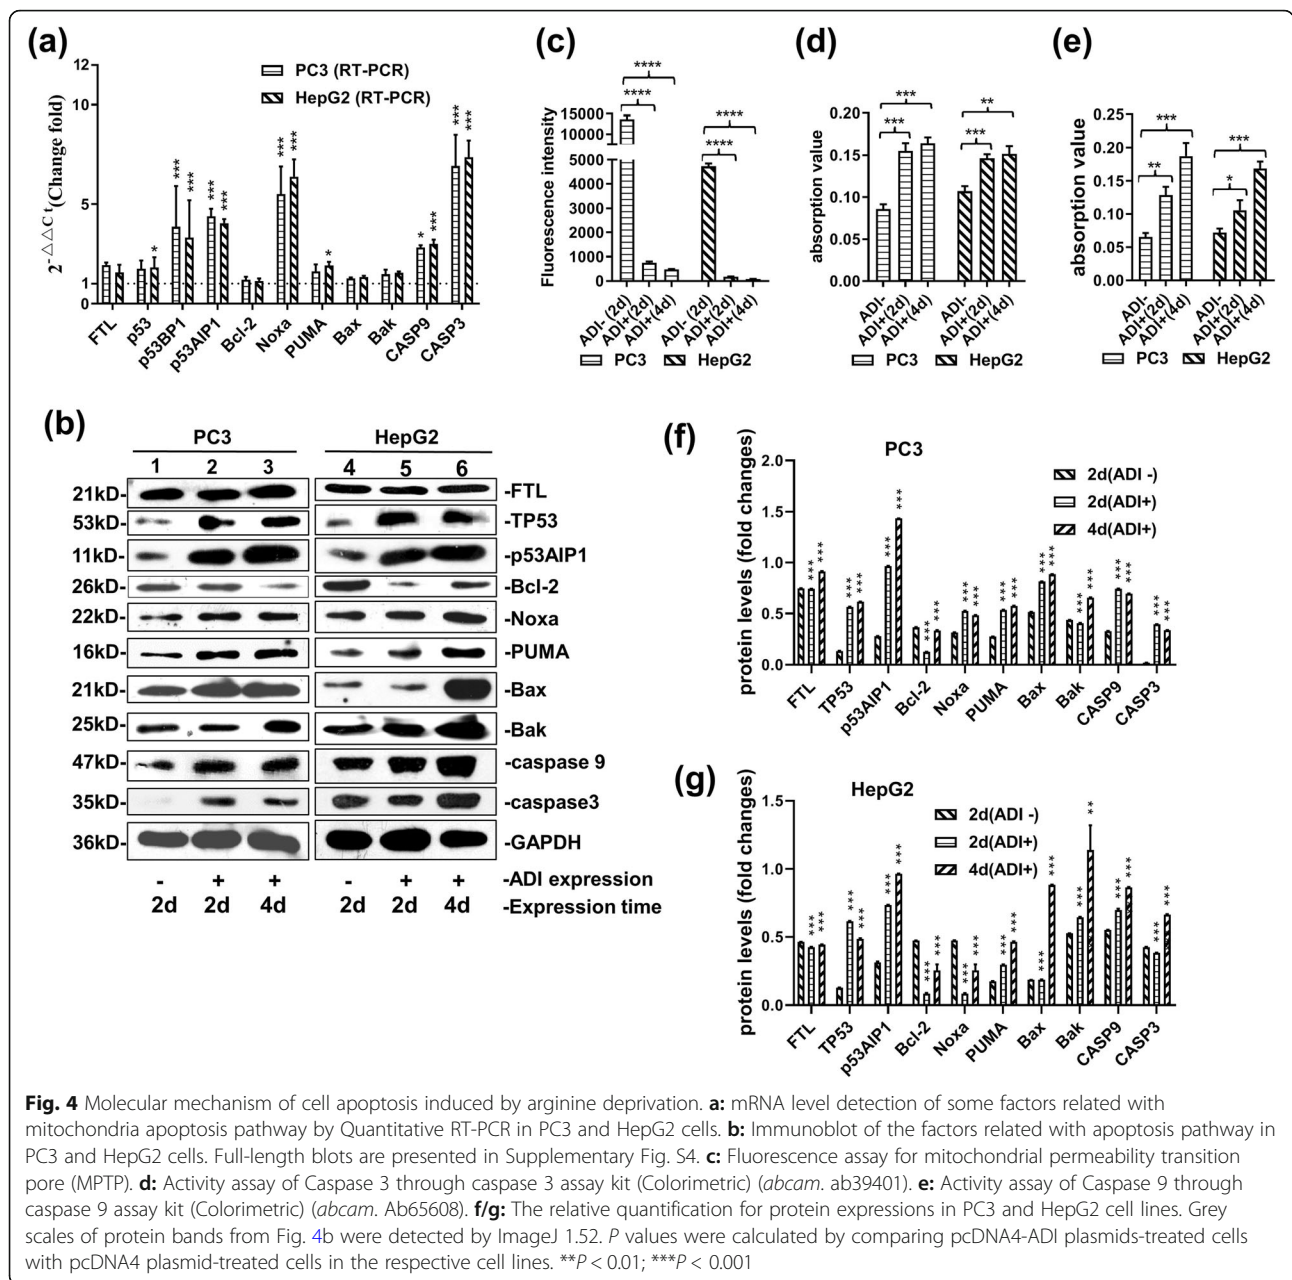 (a)
2^-△△Ct (Change fold)
12
10
5
1
0
PC3 (RT-PCR)
HepG2 (RT-PCR)
*** *** *** *** *** *** * * * *** *** ***
FTL p53 p53BP1 p53AIP1 Bcl-2 Noxa PUMA Bax Bak CASP9 CASP3
(c)
Fluorescence intensity
15000
10000
5000
4000
3000
2000
1000
0
****
****
****
****
ADI- (2d) ADI+(2d) ADI+(4d) ADI- (2d) ADI+(2d) ADI+(4d)
PC3 HepG2
(d)
absorption value
0.20
0.15
0.10
0.05
0.00
***
***
**
***
ADI- ADI+(2d) ADI+(4d) ADI- ADI+(2d) ADI+(4d)
PC3 HepG2
(e)
absorption value
0.25
0.20
0.15
0.10
0.05
0.00
***
**
***
*
ADI- ADI+(2d) ADI+(4d) ADI- ADI+(2d) ADI+(4d)
PC3 HepG2
(b)
PC3 HepG2
1 2 3 4 5 6
21kD- -FTL
53kD- -TP53
11kD- -p53AIP1
26kD- -Bcl-2
22kD- -Noxa
16kD- -PUMA
21kD- -Bax
25kD- -Bak
47kD- -caspase 9
35kD- -caspase3
36kD- -GAPDH
- + + - + + -ADI expression
2d 2d 4d 2d 2d 4d -Expression time
(f)
PC3
protein levels (fold changes)
2.0
1.5
1.0
0.5
0.0
2d(ADI -)
2d(ADI+)
4d(ADI+)
*** *** *** *** *** *** *** *** *** *** *** *** *** *** *** *** *** *** *** ***
FTL TP53 p53AIP1 Bcl-2 Noxa PUMA Bax Bak CASP9 CASP3
(g)
HepG2
protein levels (fold changes)
1.5
1.0
0.5
0.0
2d(ADI -)
2d(ADI+)
4d(ADI+)
*** *** *** *** *** *** *** *** *** *** *** *** *** *** *** ** *** *** *** ***
FTL TP53 p53AIP1 Bcl-2 Noxa PUMA Bax Bak CASP9 CASP3
Fig. 4 Molecular mechanism of cell apoptosis induced by arginine deprivation. a: mRNA level detection of some factors related with
mitochondria apoptosis pathway by Quantitative RT-PCR in PC3 and HepG2 cells. b: Immunoblot of the factors related with apoptosis pathway in
PC3 and HepG2 cells. Full-length blots are presented in Supplementary Fig. S4. c: Fluorescence assay for mitochondrial permeability transition
pore (MPTP). d: Activity assay of Caspase 3 through caspase 3 assay kit (Colorimetric) (abcam. ab39401). e: Activity assay of Caspase 9 through
caspase 9 assay kit (Colorimetric) (abcam. Ab65608). f/g: The relative quantification for protein expressions in PC3 and HepG2 cell lines. Grey
scales of protein bands from Fig. 4b were detected by ImageJ 1.52. P values were calculated by comparing pcDNA4-ADI plasmids-treated cells
with pcDNA4 plasmid-treated cells in the respective cell lines. **P < 0.01; ***P < 0.001